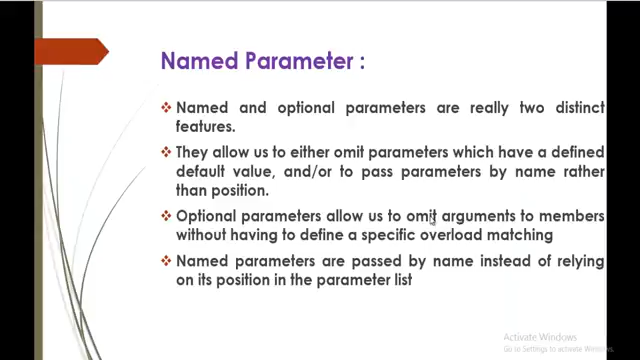 Named Parameter :
Named and optional parameters are really two distinct
features.
They allow us to either omit parameters which have a defined
default value, and/or to pass parameters by name rather
than position.
Optional parameters allow us to omit arguments to members
without having to define a specific overload matching
Named parameters are passed by name instead of relying
on its position in the parameter list
Activate Windows
Go to Settings to activate Windows.